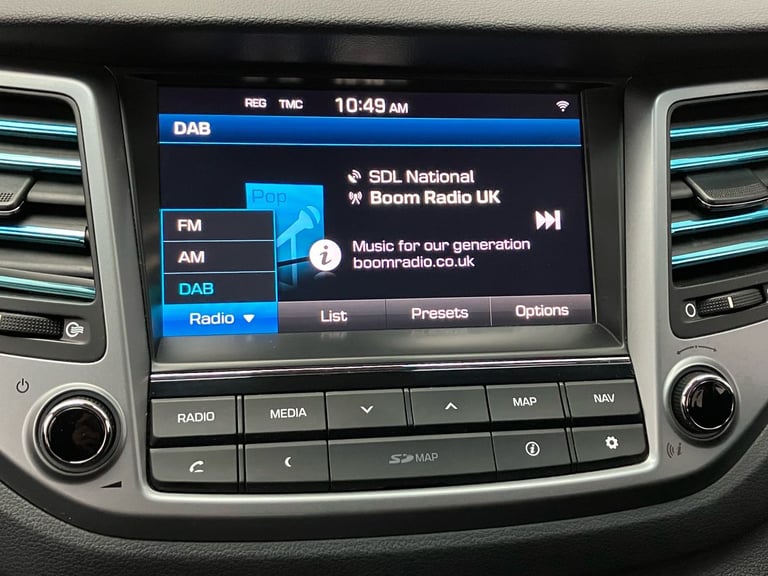 REG TMC 10:49 AM
DAB
Pop
SDL National
Boom Radio UK
Music for our generation
boomradio.co.uk
FM
AM
DAB
Radio
List
Presets
Options
RADIO
MEDIA
MAP
NAV
SD MAP